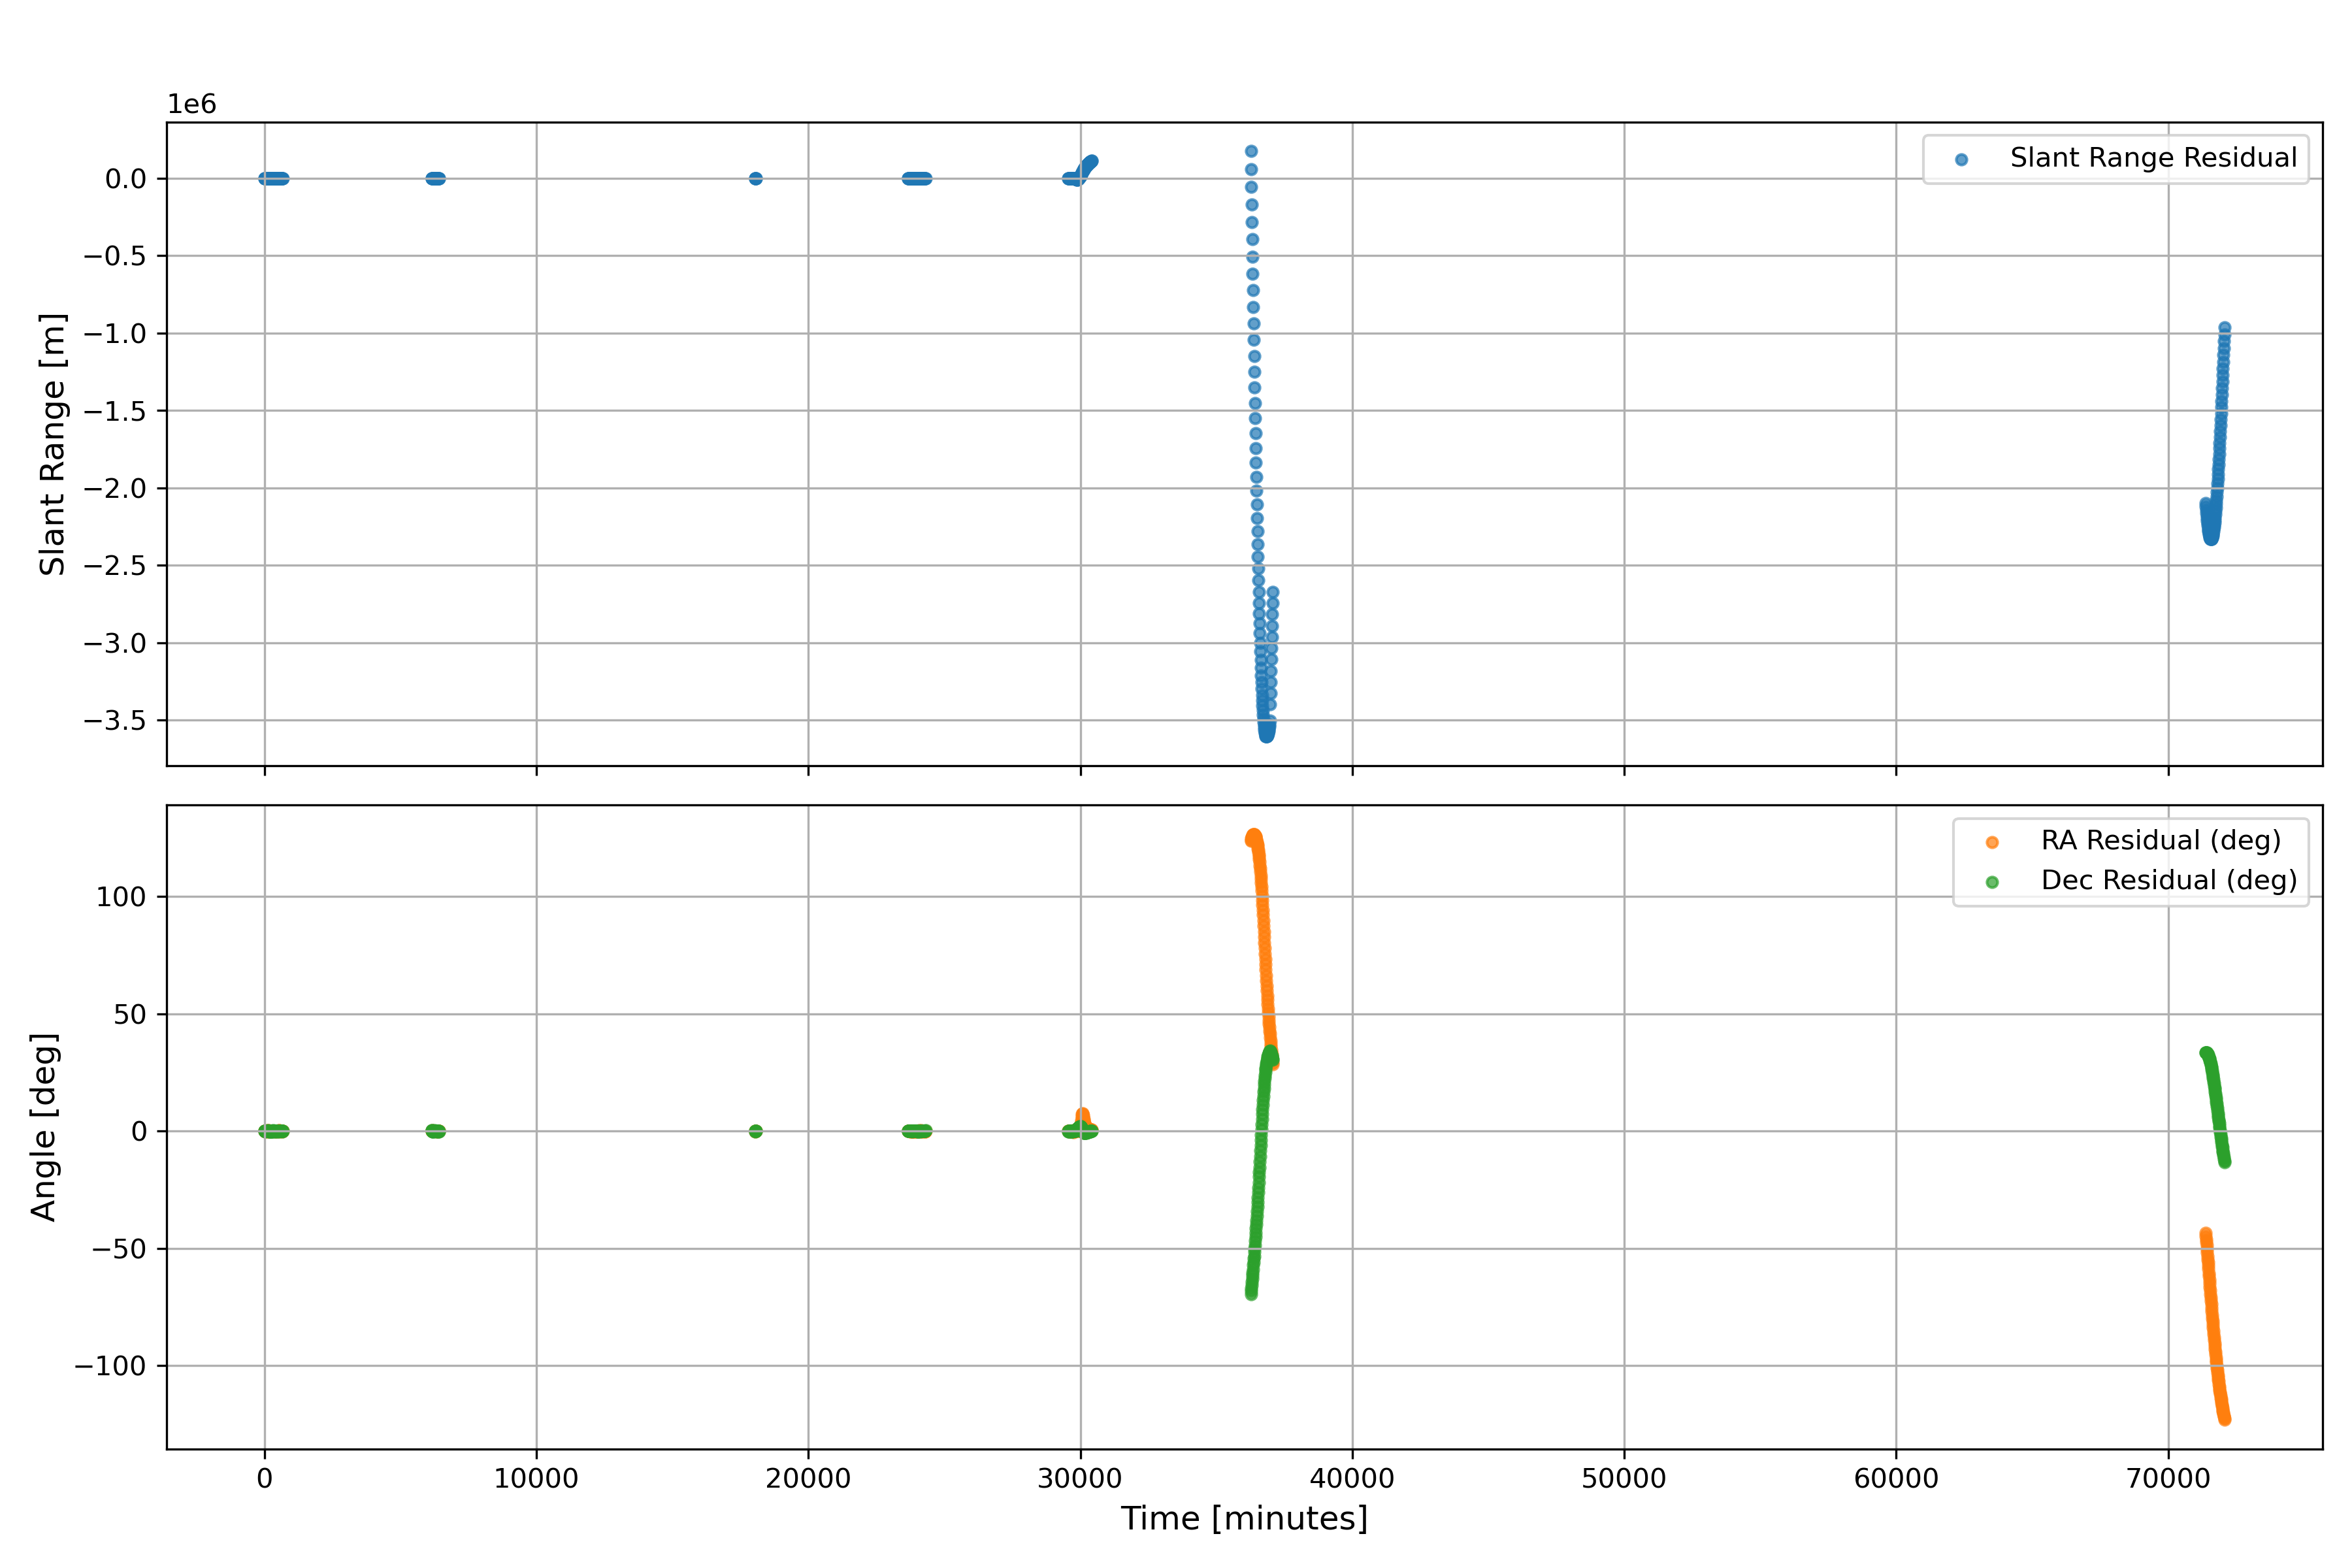 1e6
Slant Range [m]
0.0
−0.5
−1.0
−1.5
−2.0
−2.5
−3.0
−3.5
Slant Range Residual
Angle [deg]
100
50
0
−50
−100
RA Residual (deg)
Dec Residual (deg)
0 10000 20000 30000 40000 50000 60000 70000
Time [minutes]